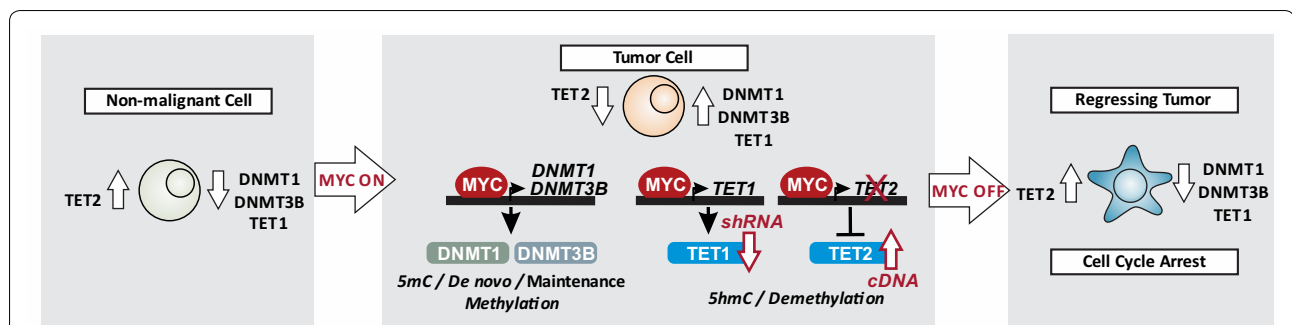 Non-malignant Cell
TET2
DNMT1
DNMT3B
TET1
MYC ON
Tumor Cell
TET2
DNMT1
DNMT3B
TET1
MYC
DNMT1
DNMT3B
DNMT1
DNMT3B
5mC / De novo / Maintenance
Methylation
MYC
TET1
shRNA
TET1
MYC
TET2
TET2
cDNA
5hmC / Demethylation
MYC OFF
Regressing Tumor
TET2
DNMT1
DNMT3B
TET1
Cell Cycle Arrest